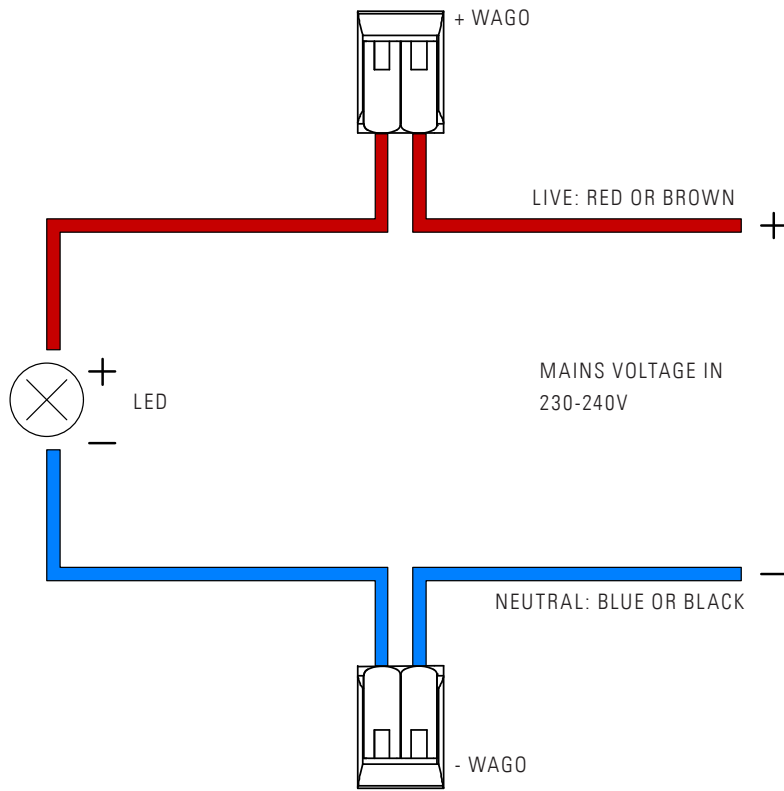 + WAGO
LIVE: RED OR BROWN
+
+
MAINS VOLTAGE IN
LED
230-240V
–
–
NEUTRAL: BLUE OR BLACK
- WAGO